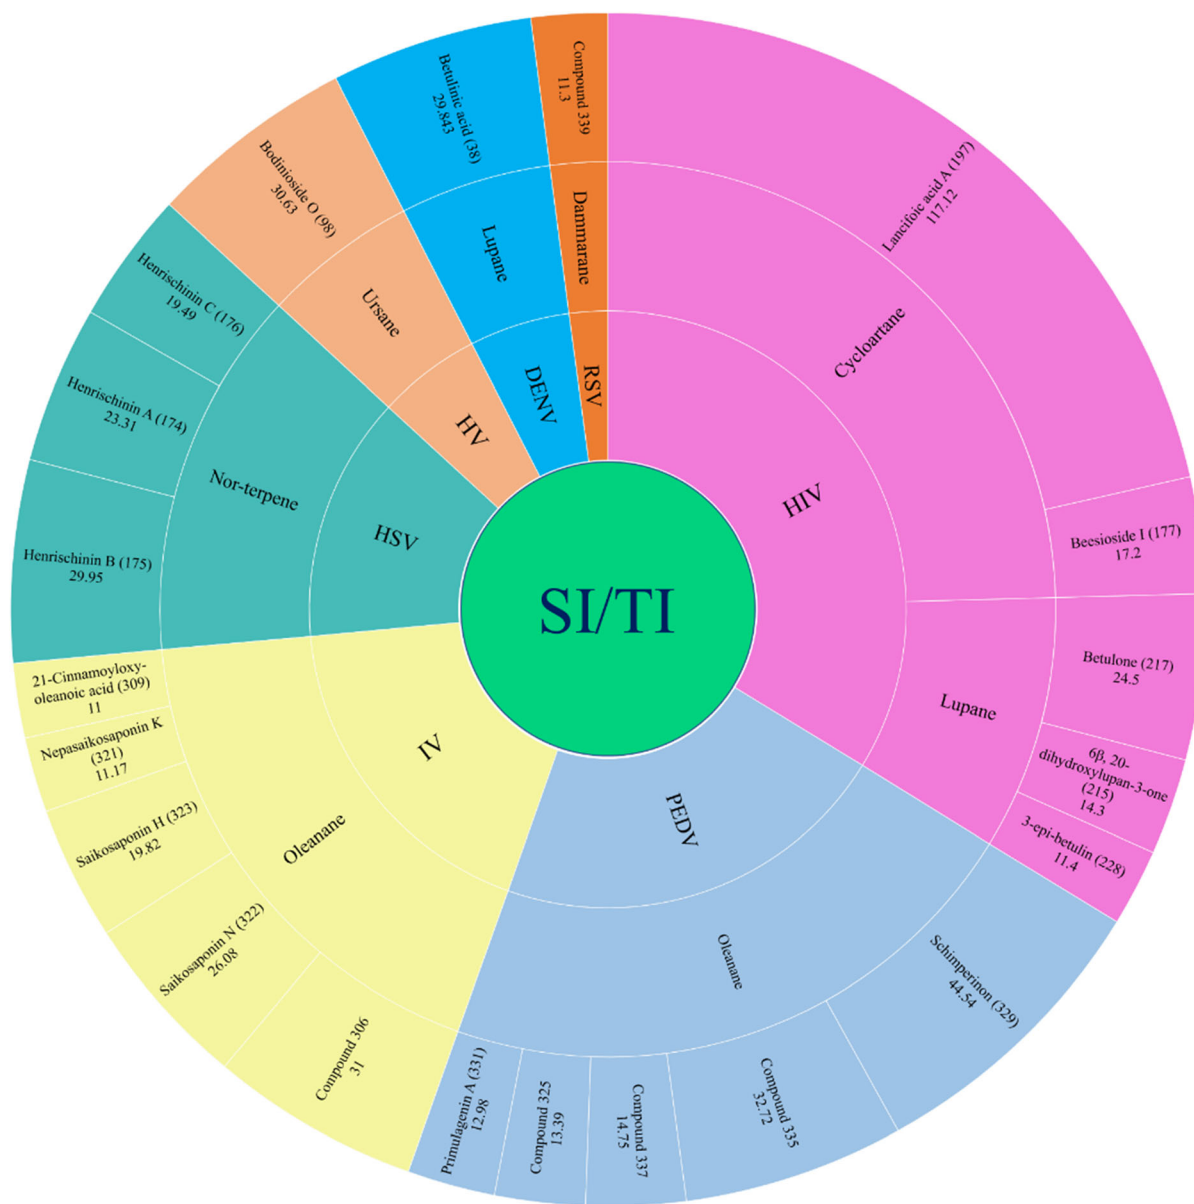 SI/TI
HIV
Cycloartane
Lancifoic acid A (197)
117.12
Beesioside I (177)
17.2
Lupane
Betulone (217)
24.5
6β, 20-
dihydroxylupan-3-one
(215)
14.3
3-epi-betulin (228)
11.4
PEDV
Oleanane
Schimperinon (329)
44.54
Compound 335
32.72
Compound 337
14.75
Compound 325
13.39
Primulagenin A (331)
12.98
IV
Oleanane
Compound 306
31
Saikosaponin N (322)
26.08
Saikosaponin H (323)
19.82
Nepasaikosaponin K
(321)
11.17
21-Cinnamoyloxy-
oleanoic acid (309)
11
HSV
Nor-terpene
Henrischinin B (175)
29.95
Henrischinin A (174)
23.31
Henrischinin C (176)
19.49
HV
Ursane
Bodinioside O (98)
30.63
DENV
Lupane
Betulinic acid (38)
29.843
RSV
Dammarane
Compound 339
11.3